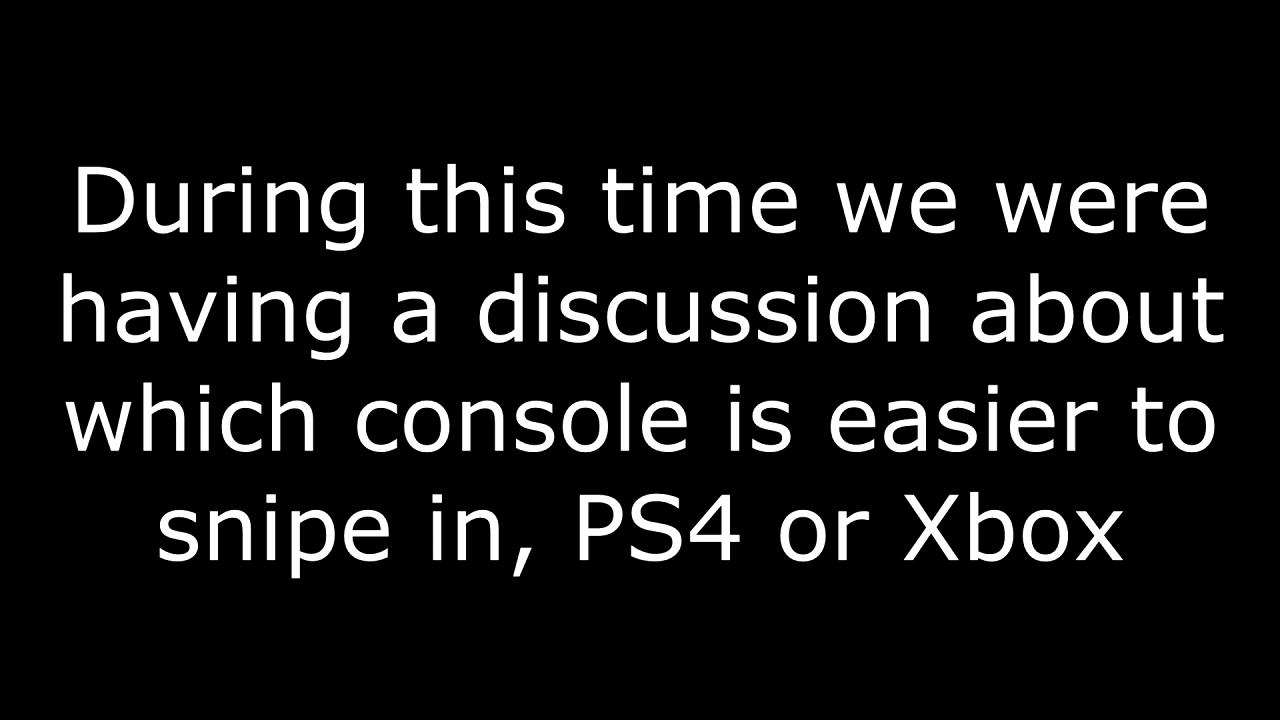 During this time we were
having a discussion about
which console is easier to
snipe in, PS4 or Xbox